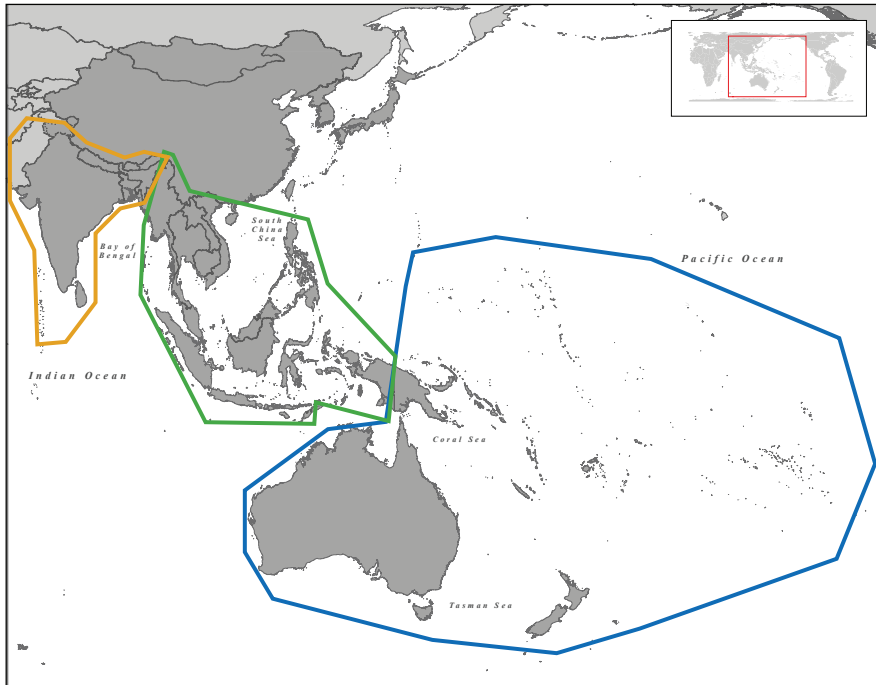 South
China
Sea
Bay of
Bengal
Pacific Ocean
Indian Ocean
Coral Sea
Tasman Sea